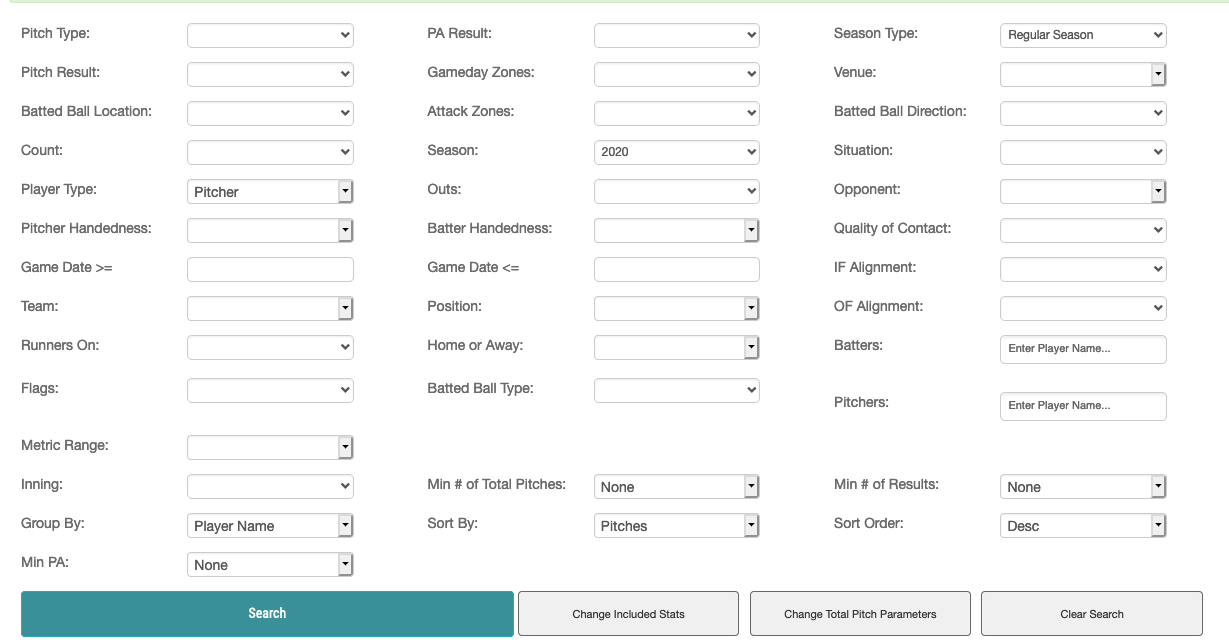 Pitch Type: PA Result: Season Type: Regular Season
Pitch Result: Gameday Zones: Venue:
Batted Ball Location: Attack Zones: Batted Ball Direction:
Count: Season: 2020 Situation:
Player Type: Pitcher Outs: Opponent:
Pitcher Handedness: Batter Handedness: Quality of Contact:
Game Date >= Game Date <= IF Alignment:
Team: Position: OF Alignment:
Runners On: Home or Away: Batters: Enter Player Name...
Flags: Batted Ball Type:
Pitchers: Enter Player Name...
Metric Range:
Inning: Min # of Total Pitches: None Min # of Results: None
Group By: Player Name Sort By: Pitches Sort Order: Desc
Min PA: None
Search Change Included Stats Change Total Pitch Parameters Clear Search